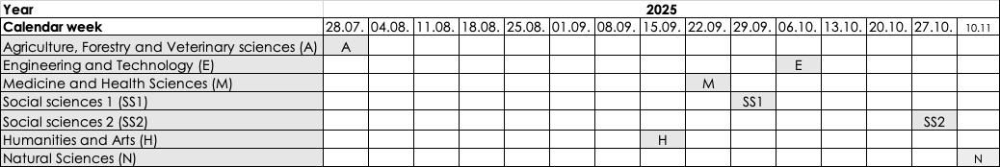 Year 2025
Calendar week 28.07. 04.08. 11.08. 18.08. 25.08. 01.09. 08.09. 15.09. 22.09. 29.09. 06.10. 13.10. 20.10. 27.10. 10.11
Agriculture, Forestry and Veterinary sciences (A) A
Engineering and Technology (E) E
Medicine and Health Sciences (M) M
Social sciences 1 (SS1) SS1
Social sciences 2 (SS2) SS2
Humanities and Arts (H) H
Natural Sciences (N) N